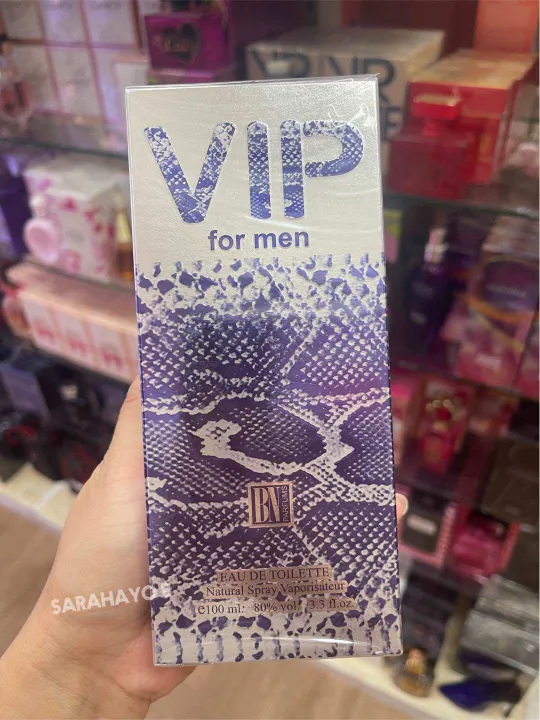 VIP
for men
BN
PARFUMS
EAU DE TOILETTE
Natural Spray Vaporisateur
e100 ml. 80% vol. 3.3 fl.oz.
SARAHAYO